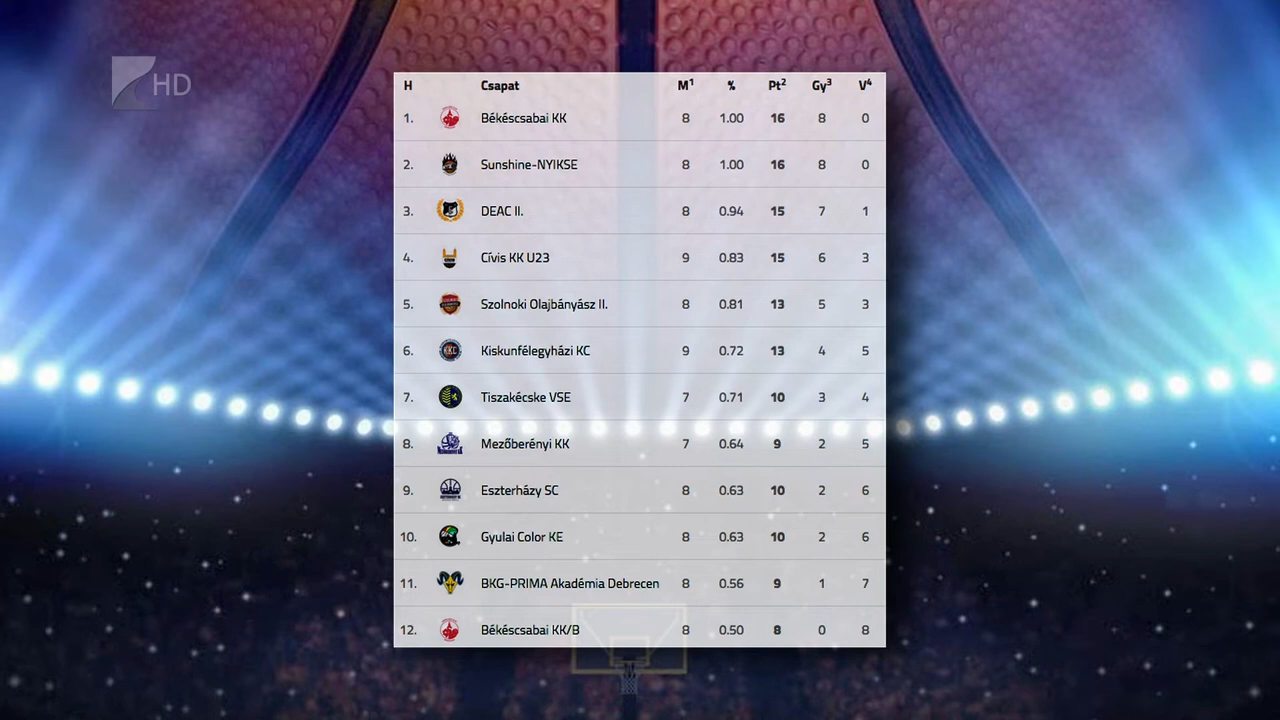 HD
H Csapat M1 % Pt2 Gy3 V4
1. Békéscsabai KK 8 1.00 16 8 0
2. Sunshine-NYIKSE 8 1.00 16 8 0
3. DEAC II. 8 0.94 15 7 1
4. Cívis KK U23 9 0.83 15 6 3
5. Szolnoki Olajbányász II. 8 0.81 13 5 3
6. Kiskunfélegyházi KC 9 0.72 13 4 5
7. Tiszakécske VSE 7 0.71 10 3 4
8. Mezőberényi KK 7 0.64 9 2 5
9. Eszterházy SC 8 0.63 10 2 6
10. Gyulai Color KE 8 0.63 10 2 6
11. BKG-PRIMA Akadémia Debrecen 8 0.56 9 1 7
12. Békéscsabai KK/B 8 0.50 8 0 8